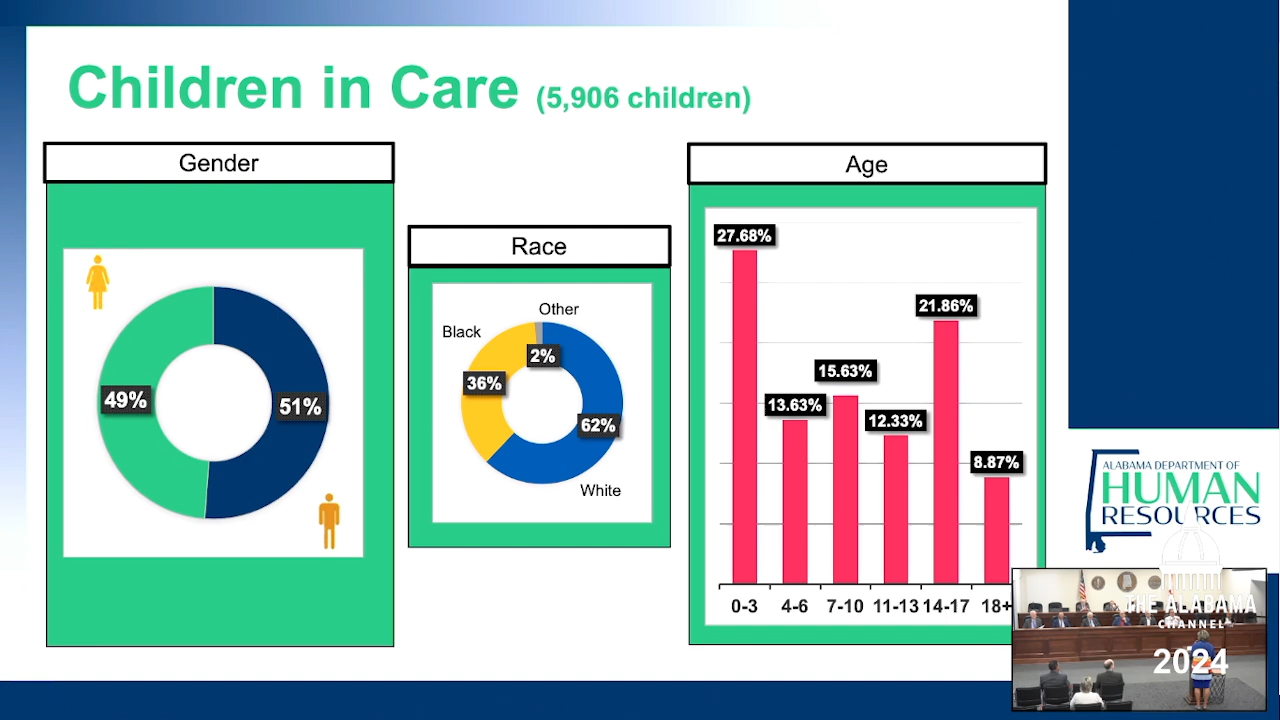 Children in Care (5,906 children)
Gender
49%
51%
Race
Other
Black
2%
36%
62%
White
Age
27.68%
13.63%
15.63%
12.33%
21.86%
8.87%
0-3 4-6 7-10 11-13 14-17 18+
ALABAMA DEPARTMENT OF
HUMAN
RESOURCES
THE ALABAMA
CHANNEL
2024